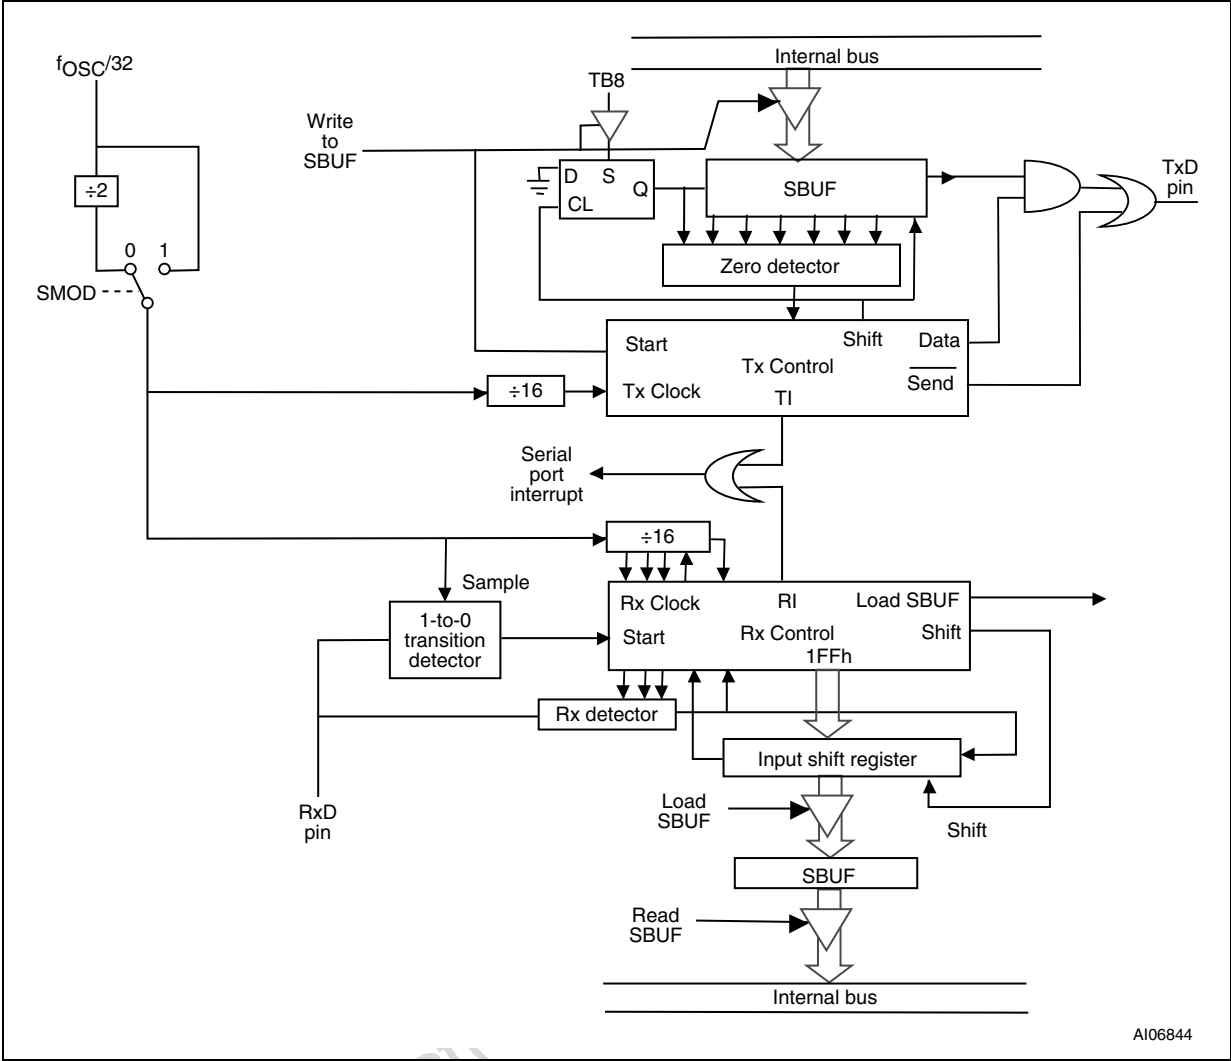 Internal bus
fOSC/32
TB8
Write
to
SBUF
TxD
pin
÷2
D
S
Q
CL
SBUF
0
1
Zero detector
SMOD
Start
Shift
Data
Tx Control
Send
÷16
Tx Clock
TI
Serial
port
interrupt
÷16
Sample
Rx Clock
RI
Load SBUF
1-to-0
transition
detector
Start
Rx Control
Shift
1FFh
Rx detector
Input shift register
RxD
pin
Load
SBUF
Shift
SBUF
Read
SBUF
Internal bus
AI06844